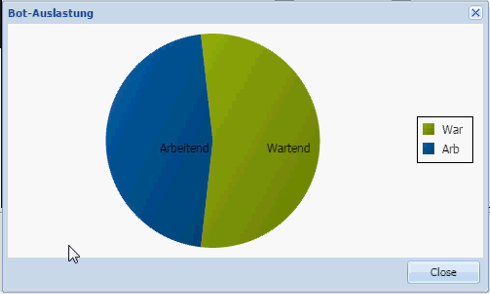 Bot-Auslastung
Arbeitend
Wartend
War
Arb
Close